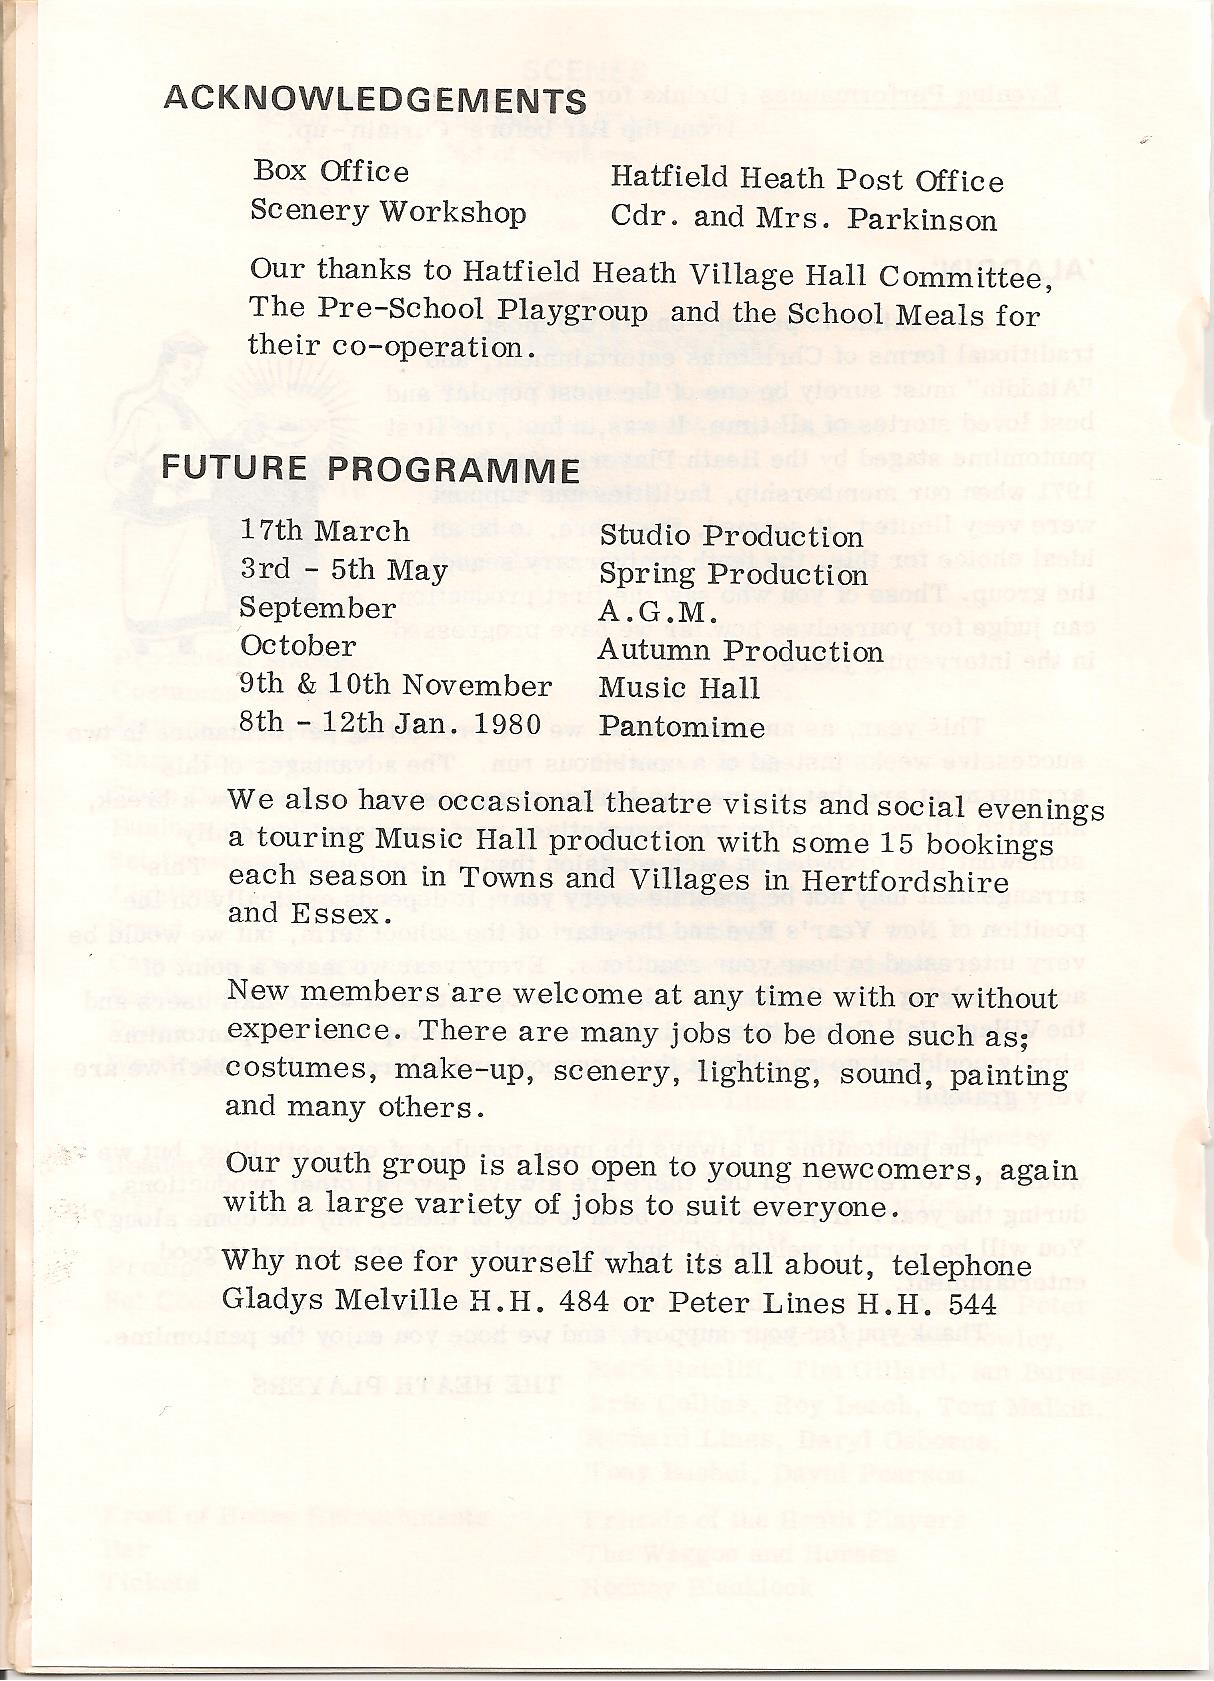 ACKNOWLEDGEMENTS
Box Office Hatfield Heath Post Office
Scenery Workshop Cdr. and Mrs. Parkinson
Our thanks to Hatfield Heath Village Hall Committee,
The Pre-School Playgroup and the School Meals for
their co-operation.
FUTURE PROGRAMME
17th March Studio Production
3rd - 5th May Spring Production
September A.G.M.
October Autumn Production
9th & 10th November Music Hall
8th - 12th Jan. 1980 Pantomime
We also have occasional theatre visits and social evenings
a touring Music Hall production with some 15 bookings
each season in Towns and Villages in Hertfordshire
and Essex.
New members are welcome at any time with or without
experience. There are many jobs to be done such as;
costumes, make-up, scenery, lighting, sound, painting
and many others.
Our youth group is also open to young newcomers, again
with a large variety of jobs to suit everyone.
Why not see for yourself what its all about, telephone
Gladys Melville H.H. 484 or Peter Lines H.H. 544